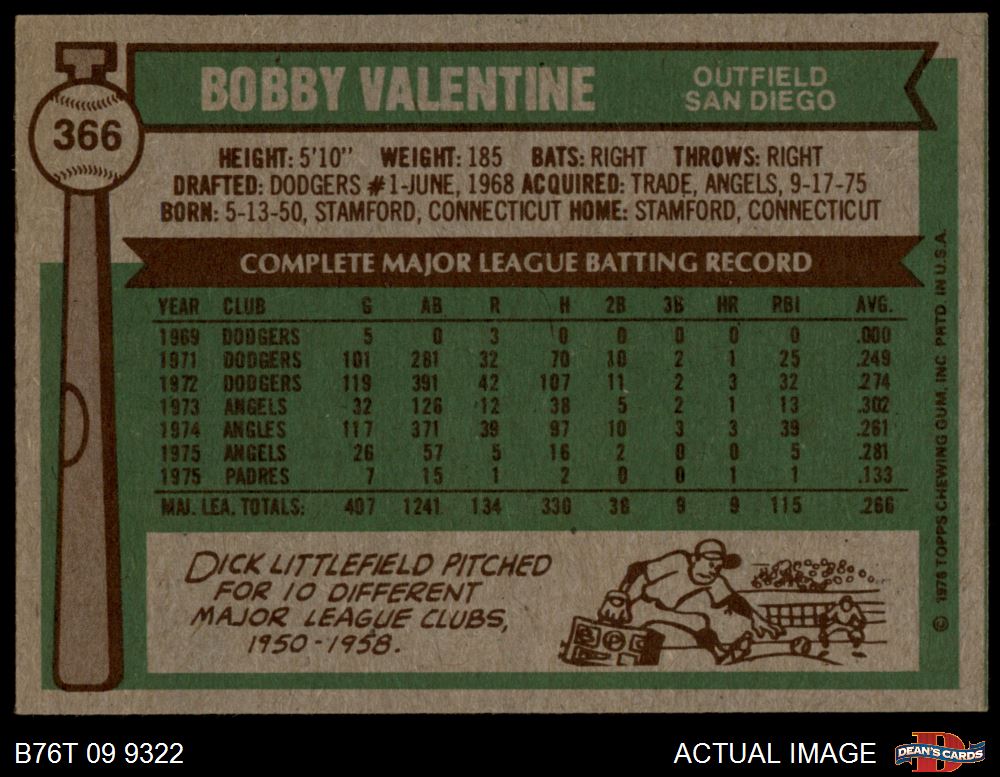 366
BOBBY VALENTINE
OUTFIELD
SAN DIEGO
HEIGHT: 5'10" WEIGHT: 185 BATS: RIGHT THROWS: RIGHT
DRAFTED: DODGERS #1-JUNE, 1968 ACQUIRED: TRADE, ANGELS, 9-17-75
BORN: 5-13-50, STAMFORD, CONNECTICUT HOME: STAMFORD, CONNECTICUT
COMPLETE MAJOR LEAGUE BATTING RECORD
YEAR CLUB G AB R H 2B 3B HR RBI AVG.
1969 DODGERS 5 0 3 0 0 0 0 0 .000
1971 DODGERS 101 281 32 70 10 2 1 25 .249
1972 DODGERS 119 391 42 107 11 2 3 32 .274
1973 ANGELS 32 126 12 38 5 2 1 13 .302
1974 ANGLES 117 371 39 97 10 3 3 39 .261
1975 ANGELS 26 57 5 16 2 0 0 5 .281
1975 PADRES 7 15 1 2 0 0 1 1 .133
MAJ. LEA. TOTALS: 407 1241 134 330 38 9 9 115 .266
DICK LITTLEFIELD PITCHED
FOR 10 DIFFERENT
MAJOR LEAGUE CLUBS,
1950-1958.
© 1976 TOPPS CHEWING GUM, INC. PRTD. IN U.S.A.
B76T 09 9322
ACTUAL IMAGE
D
DEAN'S CARDS